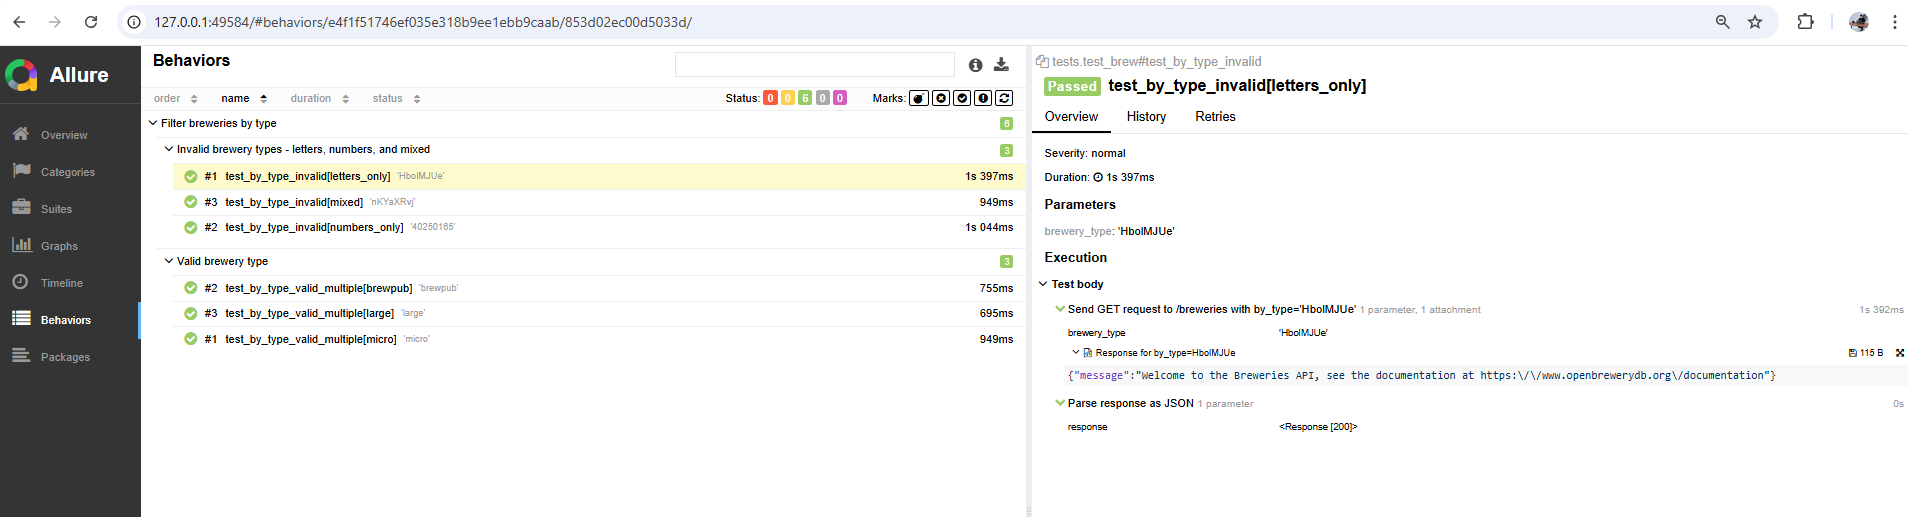 127.0.0.1:49584/#behaviors/e4f1f51746ef035e318b9ee1ebb9caab/853d02ec00d5033d/
Allure
Overview
Categories
Suites
Graphs
Timeline
Behaviors
Packages
Behaviors
order name duration status Status: 0 0 6 0 0 Marks:
Filter breweries by type 6
Invalid brewery types - letters, numbers, and mixed 3
#1 test_by_type_invalid[letters_only] 'HbolMJUe' 1s 397ms
#3 test_by_type_invalid[mixed] 'nKYaXRvj' 949ms
#2 test_by_type_invalid[numbers_only] '40250165' 1s 044ms
Valid brewery type 3
#2 test_by_type_valid_multiple[brewpub] 'brewpub' 755ms
#3 test_by_type_valid_multiple[large] 'large' 695ms
#1 test_by_type_valid_multiple[micro] 'micro' 949ms
tests.test_brew#test_by_type_invalid
Passed test_by_type_invalid[letters_only]
Overview History Retries
Severity: normal
Duration: 1s 397ms
Parameters
brewery_type: 'HbolMJUe'
Execution
Test body
Send GET request to /breweries with by_type='HbolMJUe' 1 parameter, 1 attachment 1s 392ms
brewery_type 'HbolMJUe'
Response for by_type=HbolMJUe 115 B
{"message":"Welcome to the Breweries API, see the documentation at https:\/\/www.openbrewerydb.org\/documentation"}
Parse response as JSON 1 parameter 0s
response <Response [200]>